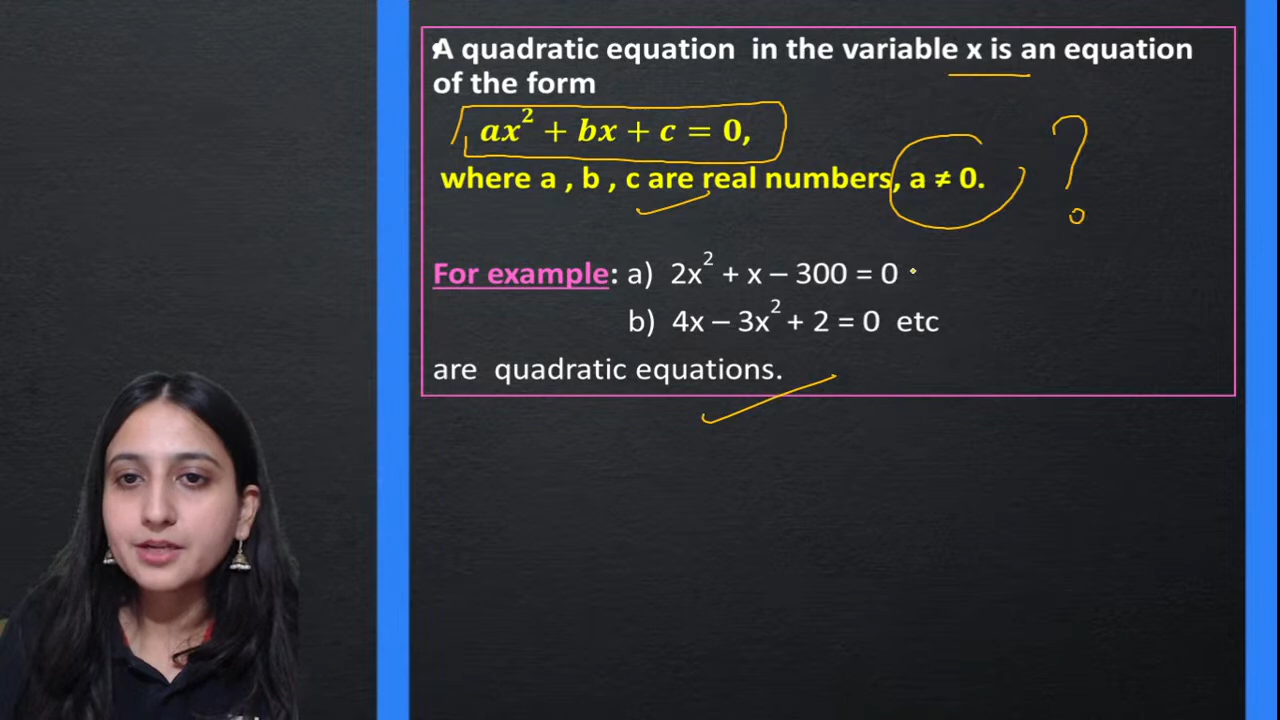 A quadratic equation in the variable x is an equation
of the form
ax² + bx + c = 0,
where a , b , c are real numbers, a ≠ 0.
?
For example: a) 2x² + x – 300 = 0
b) 4x – 3x² + 2 = 0 etc
are quadratic equations.